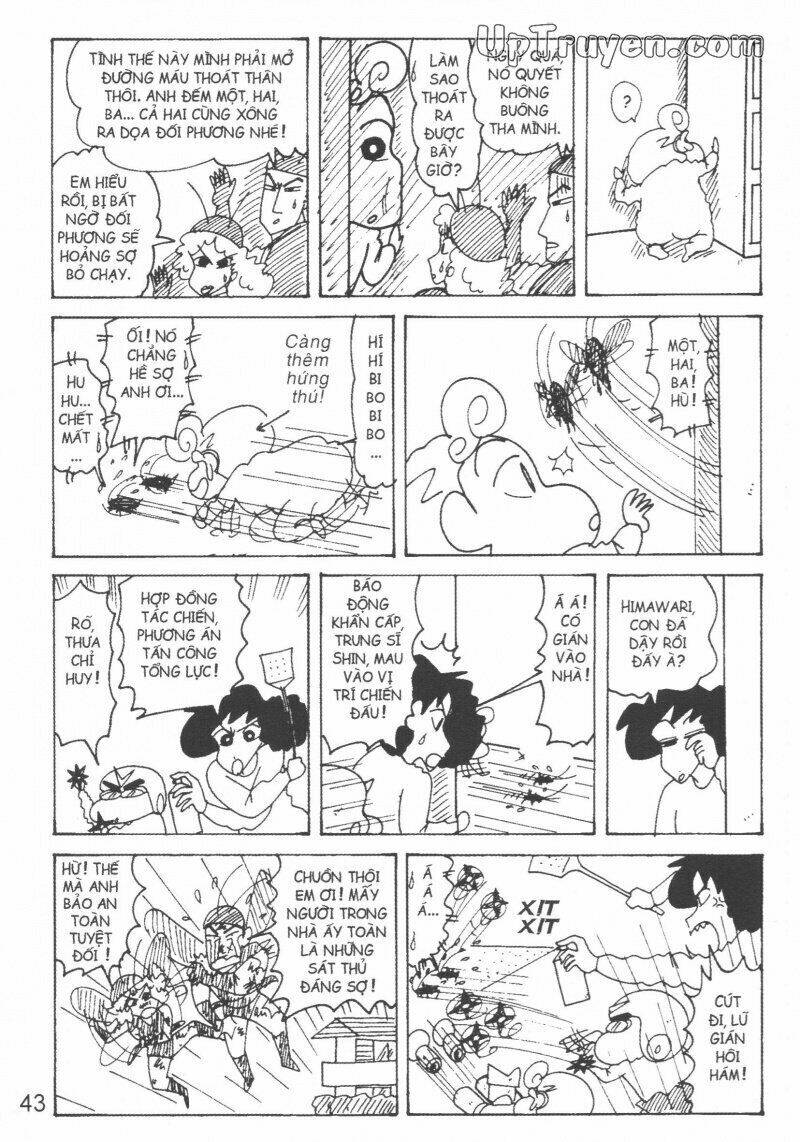 UpTruyen.com
?
NGUY QUÁ,
NÓ QUYẾT
KHÔNG
BUÔNG
THA MÌNH.
LÀM
SAO
THOÁT
RA
ĐƯỢC
BÂY
GIỜ?
TÌNH THẾ NÀY MÌNH PHẢI MỞ
ĐƯỜNG MÁU THOÁT THÂN
THÔI. ANH ĐẾM MỘT, HAI,
BA... CẢ HAI CÙNG XÔNG
RA DỌA ĐỐI PHƯƠNG NHÉ!
EM HIỂU
RỒI, BỊ BẤT
NGỜ ĐỐI
PHƯƠNG SẼ
HOẢNG SỢ
BỎ CHẠY.
MỘT,
HAI,
BA!
HÙ!
HÍ
HÍ
BI
BO
BI
BO
...
Càng
thêm
hứng
thú!
ỐI! NÓ
CHẲNG
HỀ SỢ
ANH ƠI...
HU
HU...
CHẾT
MẤT
...
HIMAWARI,
CON ĐÃ
DẬY RỒI
ĐẤY À?
Á Á!
CÓ
GIÁN
VÀO
NHÀ!
BÁO
ĐỘNG
KHẨN CẤP,
TRUNG SĨ
SHIN, MAU
VÀO VỊ
TRÍ CHIẾN
ĐẤU!
HỢP ĐỒNG
TÁC CHIẾN,
PHƯƠNG ÁN
TẤN CÔNG
TỔNG LỰC!
RÕ,
THƯA
CHỈ
HUY!
XỊT
XỊT
CÚT
ĐI, LŨ
GIÁN
HÔI
HÁM!
Á
Á
Á...
CHUỒN THÔI
EM ƠI! MẤY
NGƯỜI TRONG
NHÀ ẤY TOÀN
LÀ NHỮNG
SÁT THỦ
ĐÁNG SỢ!
HỪ! THẾ
MÀ ANH
BẢO AN
TOÀN
TUYỆT
ĐỐI!
43